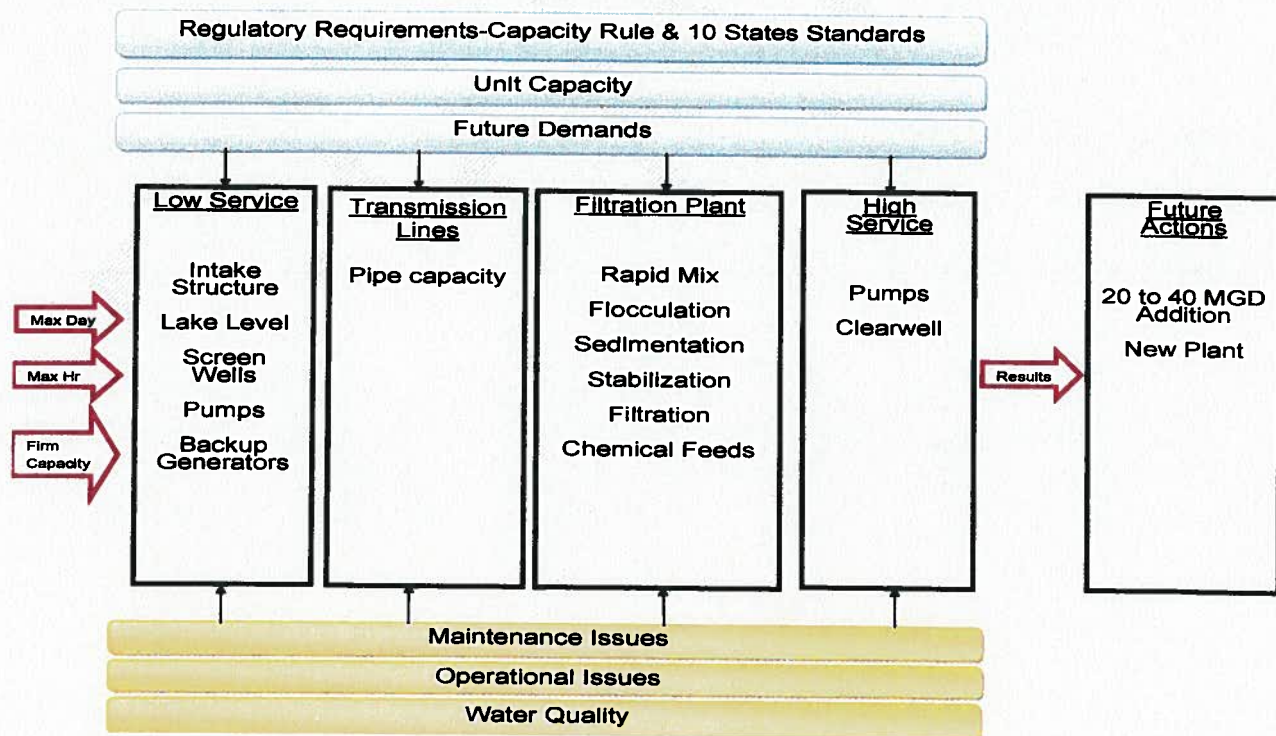 Regulatory Requirements-Capacity Rule & 10 States Standards
Unit Capacity
Future Demands
Max Day
Max Hr
Firm
Capacity
Low Service
Intake
Structure
Lake Level
Screen
Wells
Pumps
Backup
Generators
Transmission
Lines
Pipe capacity
Filtration Plant
Rapid Mix
Flocculation
Sedimentation
Stabilization
Filtration
Chemical Feeds
High
Service
Pumps
Clearwell
Results
Future
Actions
20 to 40 MGD
Addition
New Plant
Maintenance Issues
Operational Issues
Water Quality